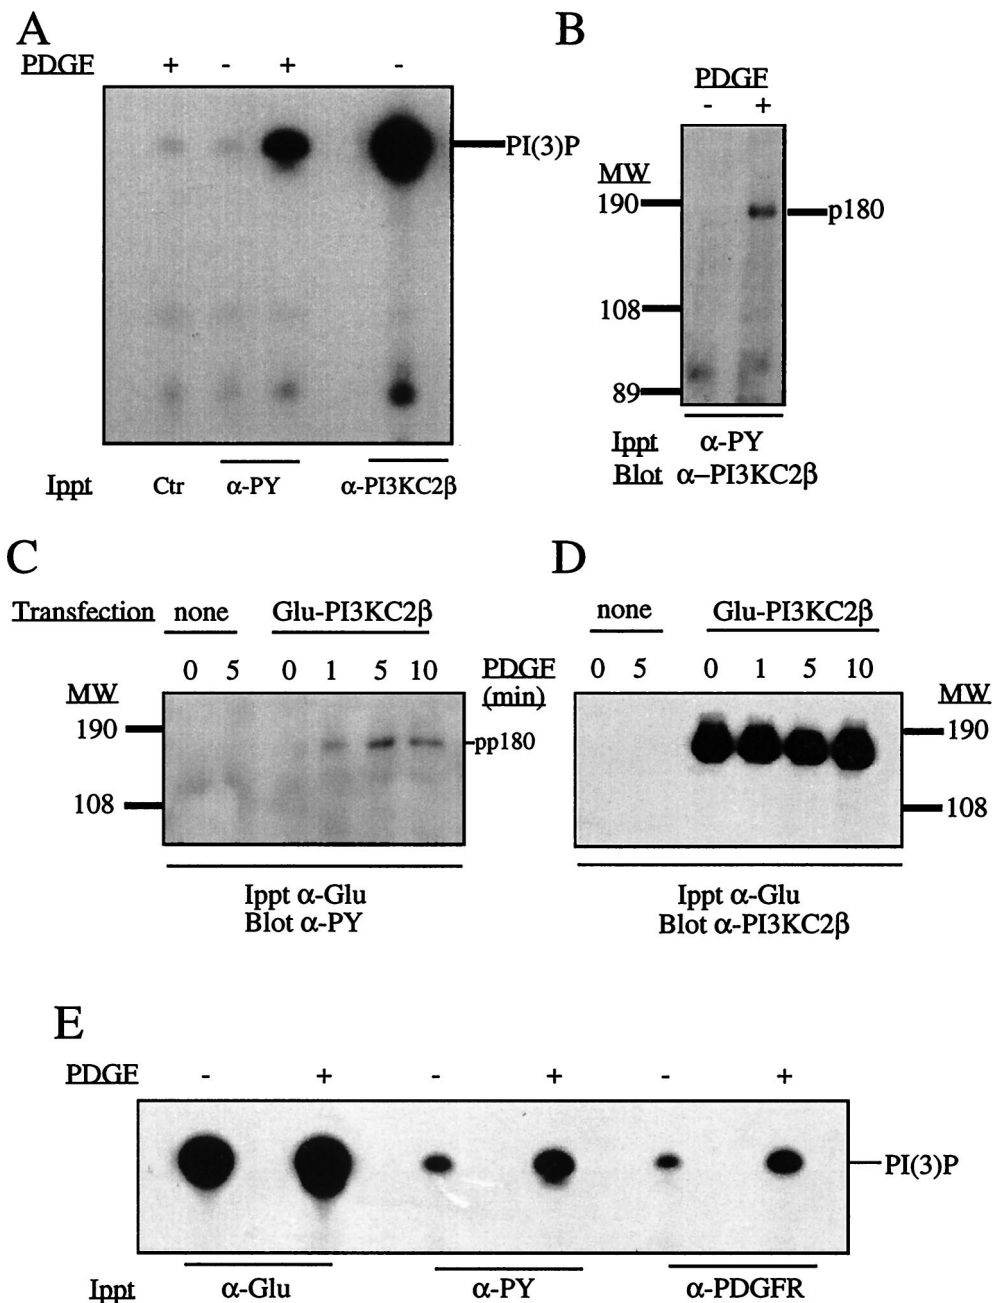 A
PDGF + - + -
PI(3)P
Ippt Ctr α-PY α-PI3KC2β
B
PDGF
- +
MW
190
p180
108
89
Ippt α-PY
Blot α–PI3KC2β
C
Transfection none Glu-PI3KC2β
0 5 0 1 5 10 PDGF
(min)
MW
190
pp180
108
Ippt α-Glu
Blot α-PY
D
none Glu-PI3KC2β
0 5 0 1 5 10
MW
190
108
Ippt α-Glu
Blot α-PI3KC2β
E
PDGF - + - + - +
PI(3)P
Ippt α-Glu α-PY α-PDGFR